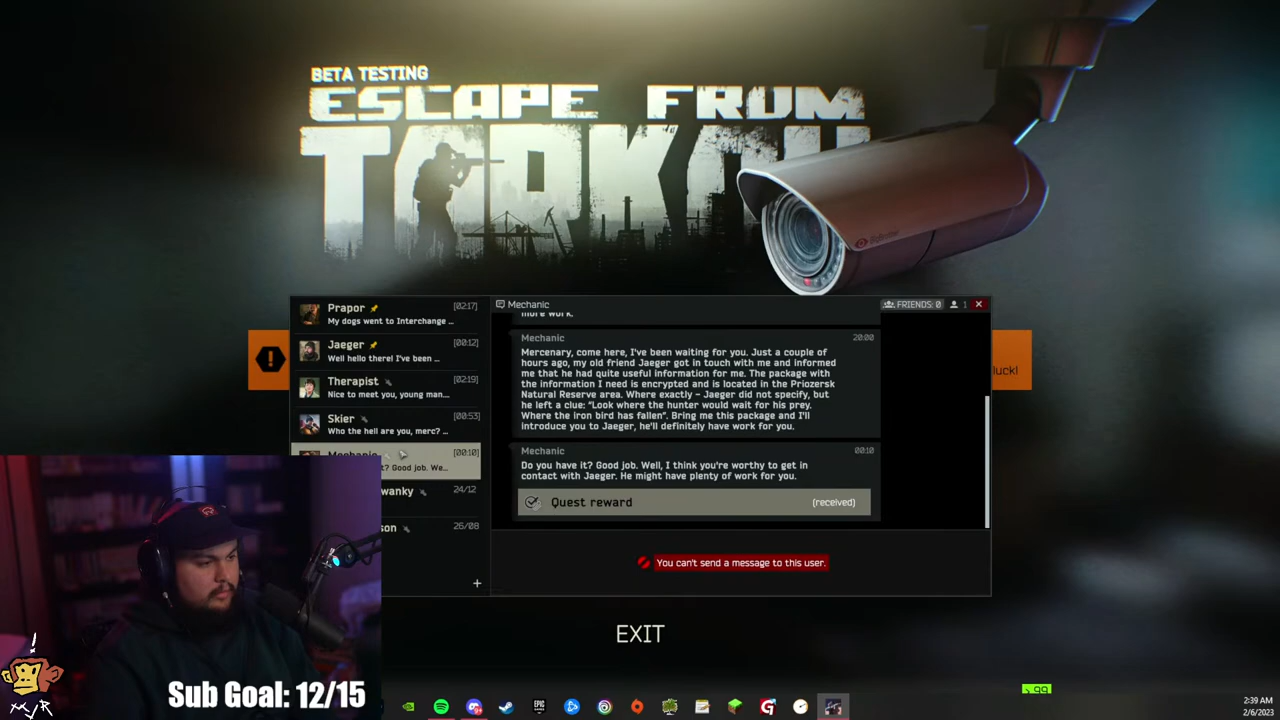 BETA TESTING
ESCAPE FROM
TARKOV
Prapor
[02:17]
My dogs went to Interchange ...
Jaeger
[00:12]
Well hello there! I've been ...
Therapist
[02:19]
Nice to meet you, young man...
Skier
[00:53]
Who the hell are you, merc? ...
Mechanic
[00:10]
t? Good job. We...
wanky
24/12
son
26/08
+
Mechanic
FRIENDS: 0
1
more work.
Mechanic
20:00
Mercenary, come here, I've been waiting for you. Just a couple of
hours ago, my old friend Jaeger got in touch with me and informed
me that he had quite useful information for me. The package with
the information I need is encrypted and is located in the Priozersk
Natural Reserve area. Where exactly – Jaeger did not specify, but
he left a clue: "Look where the hunter would wait for his prey.
Where the iron bird has fallen". Bring me this package and I'll
introduce you to Jaeger, he'll definitely have work for you.
Mechanic
00:10
Do you have it? Good job. Well, I think you're worthy to get in
contact with Jaeger. He might have plenty of work for you.
Quest reward
(received)
You can't send a message to this user.
luck!
EXIT
Sub Goal: 12/15
99
2:39 AM
2/6/2023